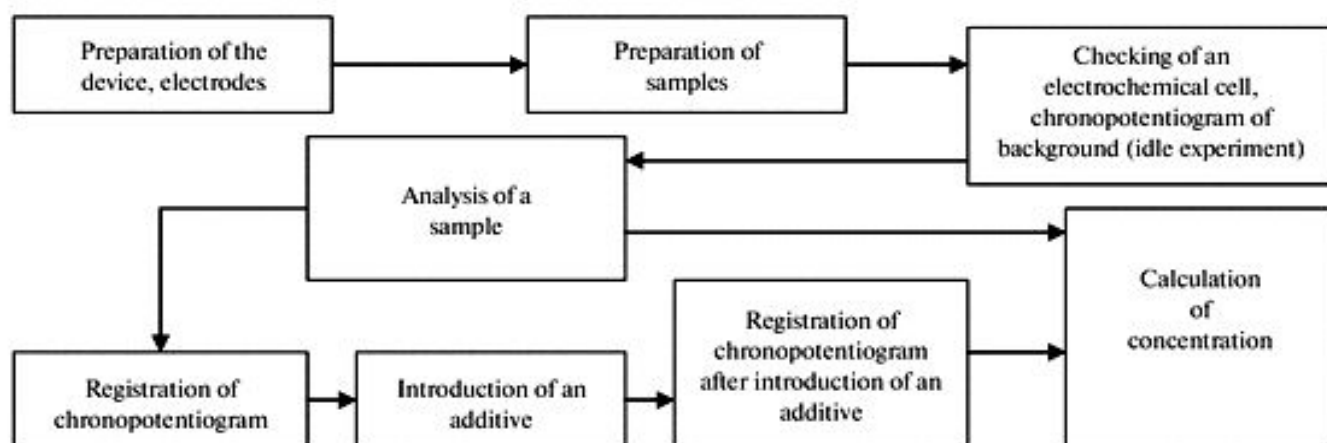 Preparation of the
device, electrodes
Preparation of
samples
Checking of an
electrochemical cell,
chronopotentiogram of
background (idle experiment)
Analysis of a
sample
Calculation
of
concentration
Registration of
chronopotentiogram
Introduction of an
additive
Registration of
chronopotentiogram
after introduction of an
additive